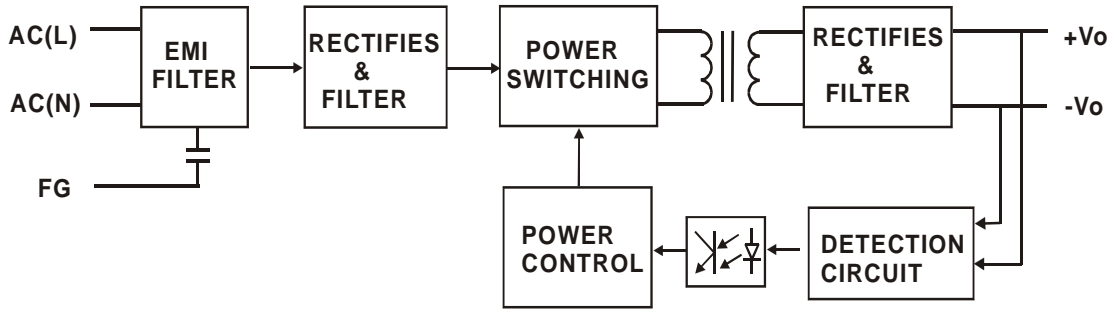 AC(L)
EMI
FILTER
AC(N)
FG
RECTIFIES
&
FILTER
POWER
SWITCHING
RECTIFIES
&
FILTER
+Vo
-Vo
POWER
CONTROL
DETECTION
CIRCUIT